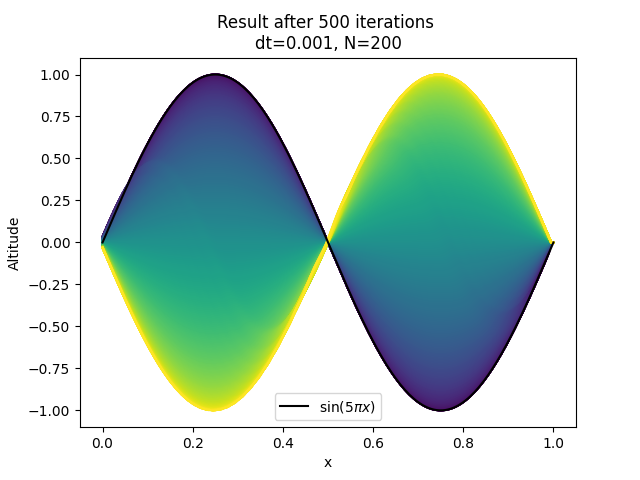 Result after 500 iterations
dt=0.001, N=200
1.00
0.75
0.50
0.25
0.00
−0.25
−0.50
−0.75
−1.00
Altitude
sin(5πx)
0.0 0.2 0.4 0.6 0.8 1.0
x